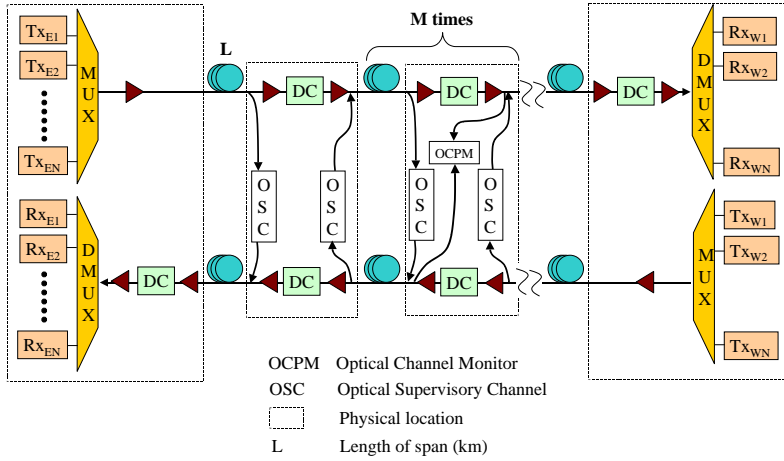 Tx_E1
Tx_E2
Tx_EN
MUX
L
DC
DC
M times
DC
DMUX
Rx_W1
Rx_W2
Rx_WN
OSC
OSC
OSC
OCPM
OSC
Rx_E1
Rx_E2
Rx_EN
DMUX
DC
DC
DC
MUX
Tx_W1
Tx_W2
Tx_WN
OCPM Optical Channel Monitor
OSC Optical Supervisory Channel
Physical location
L Length of span (km)